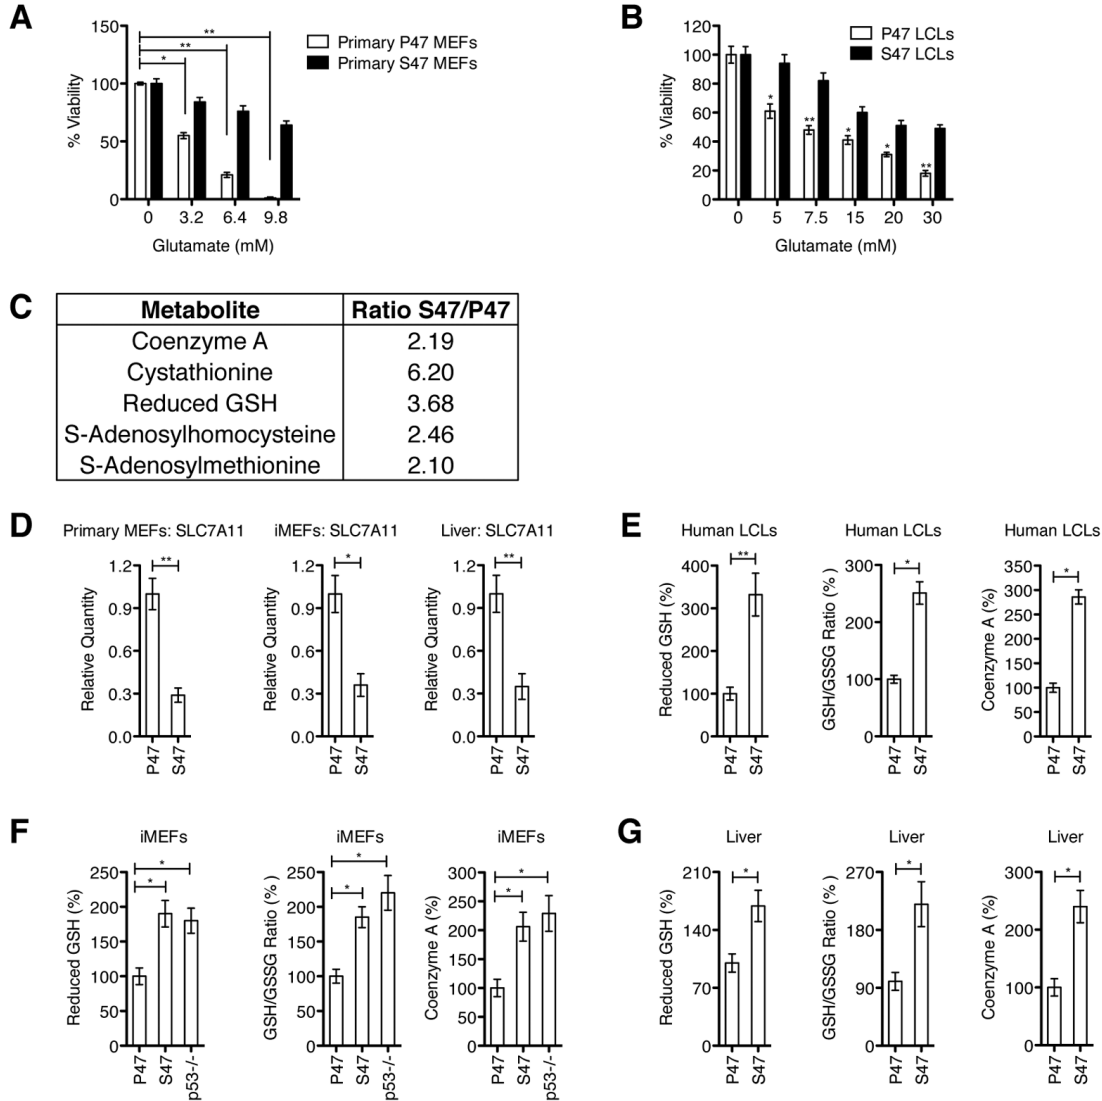 A
150
100
50
0
% Viability
**
**
*
Primary P47 MEFs
Primary S47 MEFs
0 3.2 6.4 9.8
Glutamate (mM)
B
120
100
80
60
40
20
0
% Viability
P47 LCLs
S47 LCLs
*
**
*
*
**
0 5 7.5 15 20 30
Glutamate (mM)
C
Metabolite Ratio S47/P47
Coenzyme A 2.19
Cystathionine 6.20
Reduced GSH 3.68
S-Adenosylhomocysteine 2.46
S-Adenosylmethionine 2.10
D
Primary MEFs: SLC7A11
Relative Quantity
1.2
0.9
0.6
0.3
0.0
**
P47 S47
iMEFs: SLC7A11
Relative Quantity
1.2
0.9
0.6
0.3
0.0
*
P47 S47
Liver: SLC7A11
Relative Quantity
1.2
0.9
0.6
0.3
0.0
**
P47 S47
E
Human LCLs
Reduced GSH (%)
400
300
200
100
0
**
P47 S47
Human LCLs
GSH/GSSG Ratio (% )
300
200
100
0
*
P47 S47
Human LCLs
Coenzyme A (%)
350
300
250
200
150
100
50
0
*
P47 S47
F
iMEFs
Reduced GSH (%)
250
200
150
100
50
0
*
*
P47 S47 p53-/-
iMEFs
GSH/GSSG Ratio (% )
250
200
150
100
50
0
*
*
P47 S47 p53-/-
iMEFs
Coenzyme A (%)
300
250
200
150
100
50
0
*
*
P47 S47 p53-/-
G
Liver
Reduced GSH (%)
210
140
70
0
*
P47 S47
Liver
GSH/GSSG Ratio (% )
270
180
90
0
*
P47 S47
Liver
Coenzyme A (%)
300
200
100
0
*
P47 S47